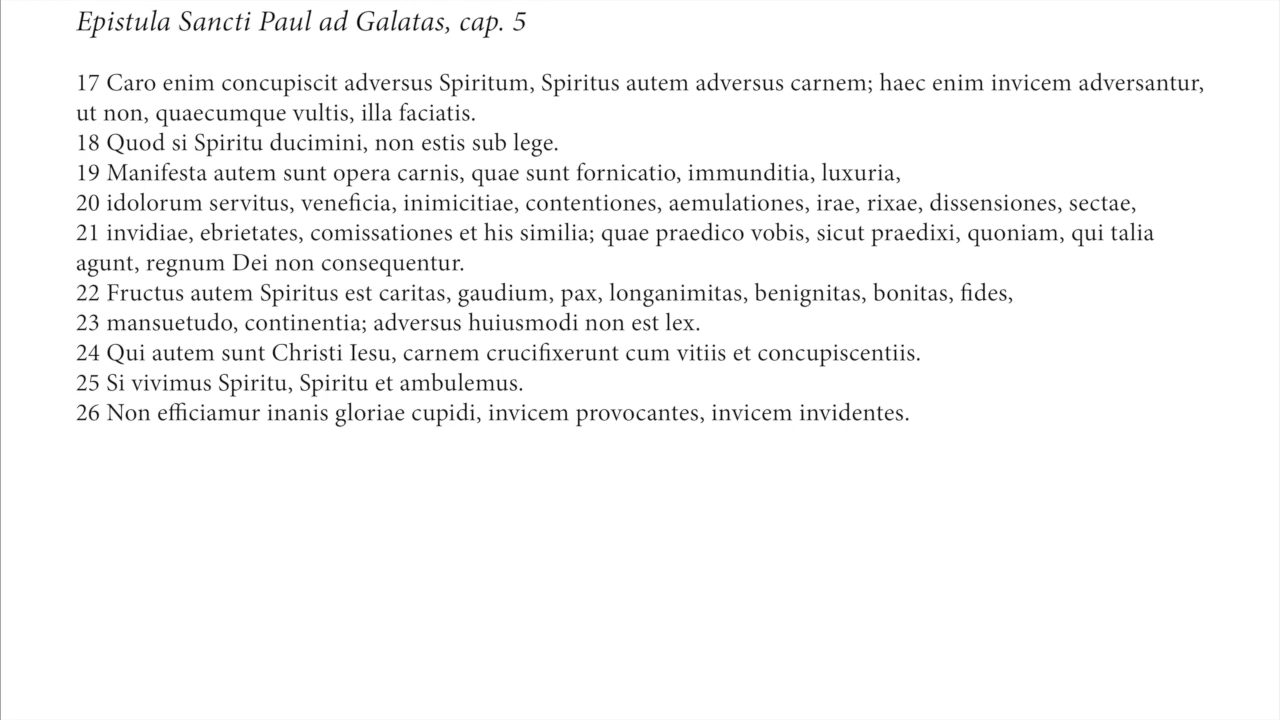 Epistula Sancti Paul ad Galatas, cap. 5
17 Caro enim concupiscit adversus Spiritum, Spiritus autem adversus carnem; haec enim invicem adversantur,
ut non, quaecumque vultis, illa faciatis.
18 Quod si Spiritu ducimini, non estis sub lege.
19 Manifesta autem sunt opera carnis, quae sunt fornicatio, immunditia, luxuria,
20 idolorum servitus, veneficia, inimicitiae, contentiones, aemulationes, irae, rixae, dissensiones, sectae,
21 invidiae, ebrietates, comissationes et his similia; quae praedico vobis, sicut praedixi, quoniam, qui talia
agunt, regnum Dei non consequentur.
22 Fructus autem Spiritus est caritas, gaudium, pax, longanimitas, benignitas, bonitas, fides,
23 mansuetudo, continentia; adversus huiusmodi non est lex.
24 Qui autem sunt Christi Iesu, carnem crucifixerunt cum vitiis et concupiscentiis.
25 Si vivimus Spiritu, Spiritu et ambulemus.
26 Non efficiamur inanis gloriae cupidi, invicem provocantes, invicem invidentes.